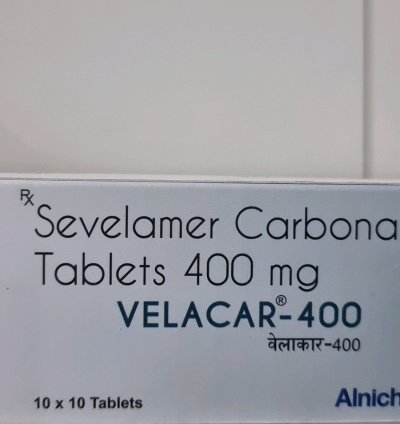 Rx
Sevelamer Carbona
Tablets 400 mg
VELACAR®-400
वेलाकार-400
10 x 10 Tablets
Alnich